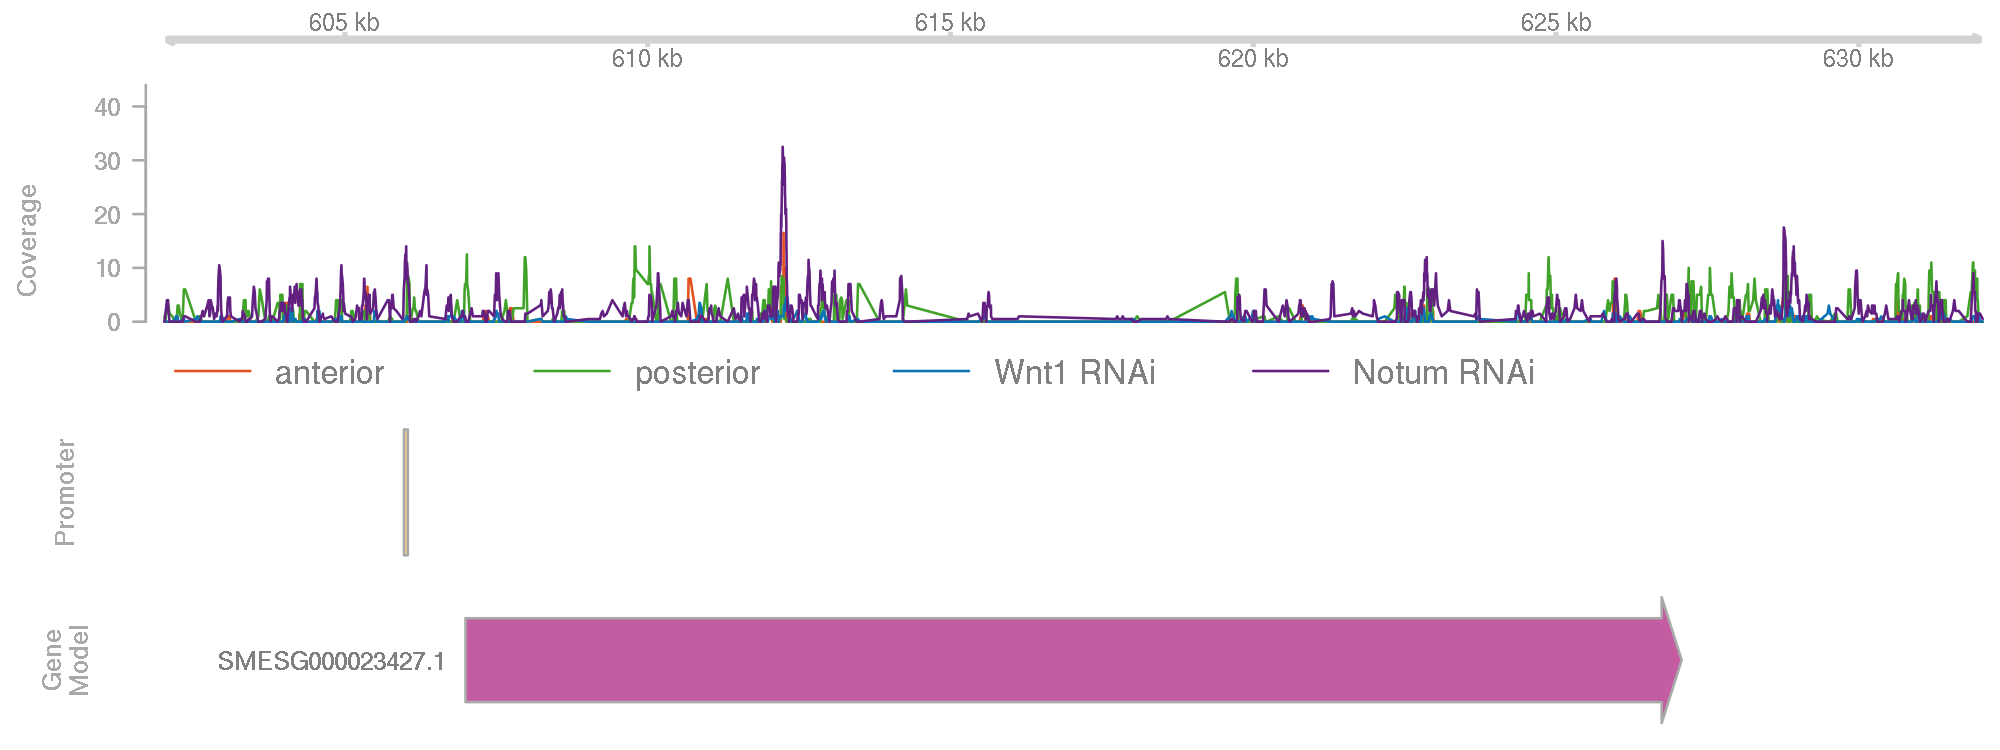 605 kb 615 kb 625 kb
610 kb 620 kb 630 kb
Coverage
40
30
20
10
0
anterior posterior Wnt1 RNAi Notum RNAi
Promoter
Gene
Model
SMESG000023427.1